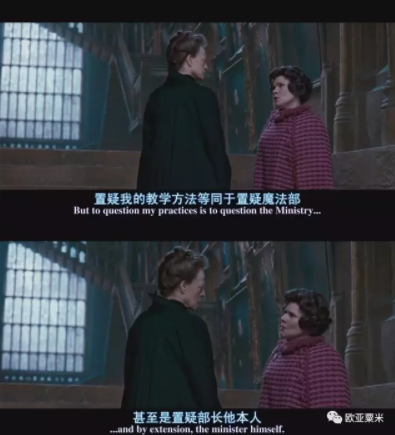 置疑我的教学方法等同于置疑魔法部
But to question my practices is to question the Ministry...
甚至是置疑部长他本人
...and by extension, the minister himself.
欧亚粟米